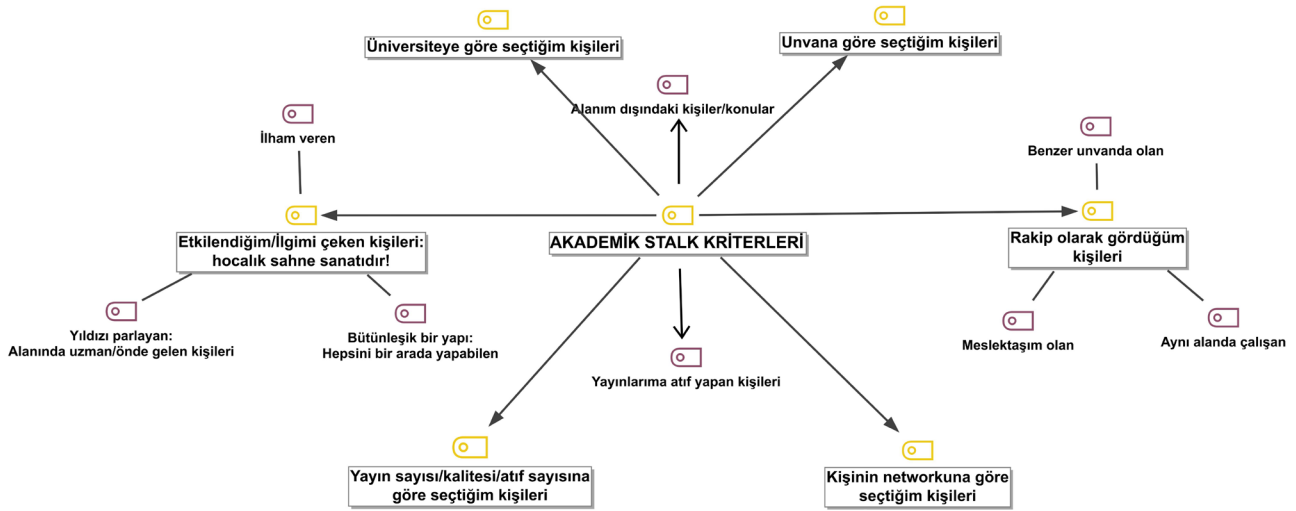 Üniversiteye göre seçtiğim kişileri
Unvana göre seçtiğim kişileri
Alanım dışındaki kişiler/konular
İlham veren
Benzer unvanda olan
Etkilendiğim/İlgimi çeken kişileri:
hocalık sahne sanatıdır!
AKADEMİK STALK KRİTERLERİ
Rakip olarak gördüğüm
kişileri
Yıldızı parlayan:
Alanında uzman/önde gelen kişileri
Bütünleşik bir yapı:
Hepsini bir arada yapabilen
Yayınlarıma atıf yapan kişileri
Meslektaşım olan
Aynı alanda çalışan
Yayın sayısı/kalitesi/atıf sayısına
göre seçtiğim kişileri
Kişinin networkuna göre
seçtiğim kişileri